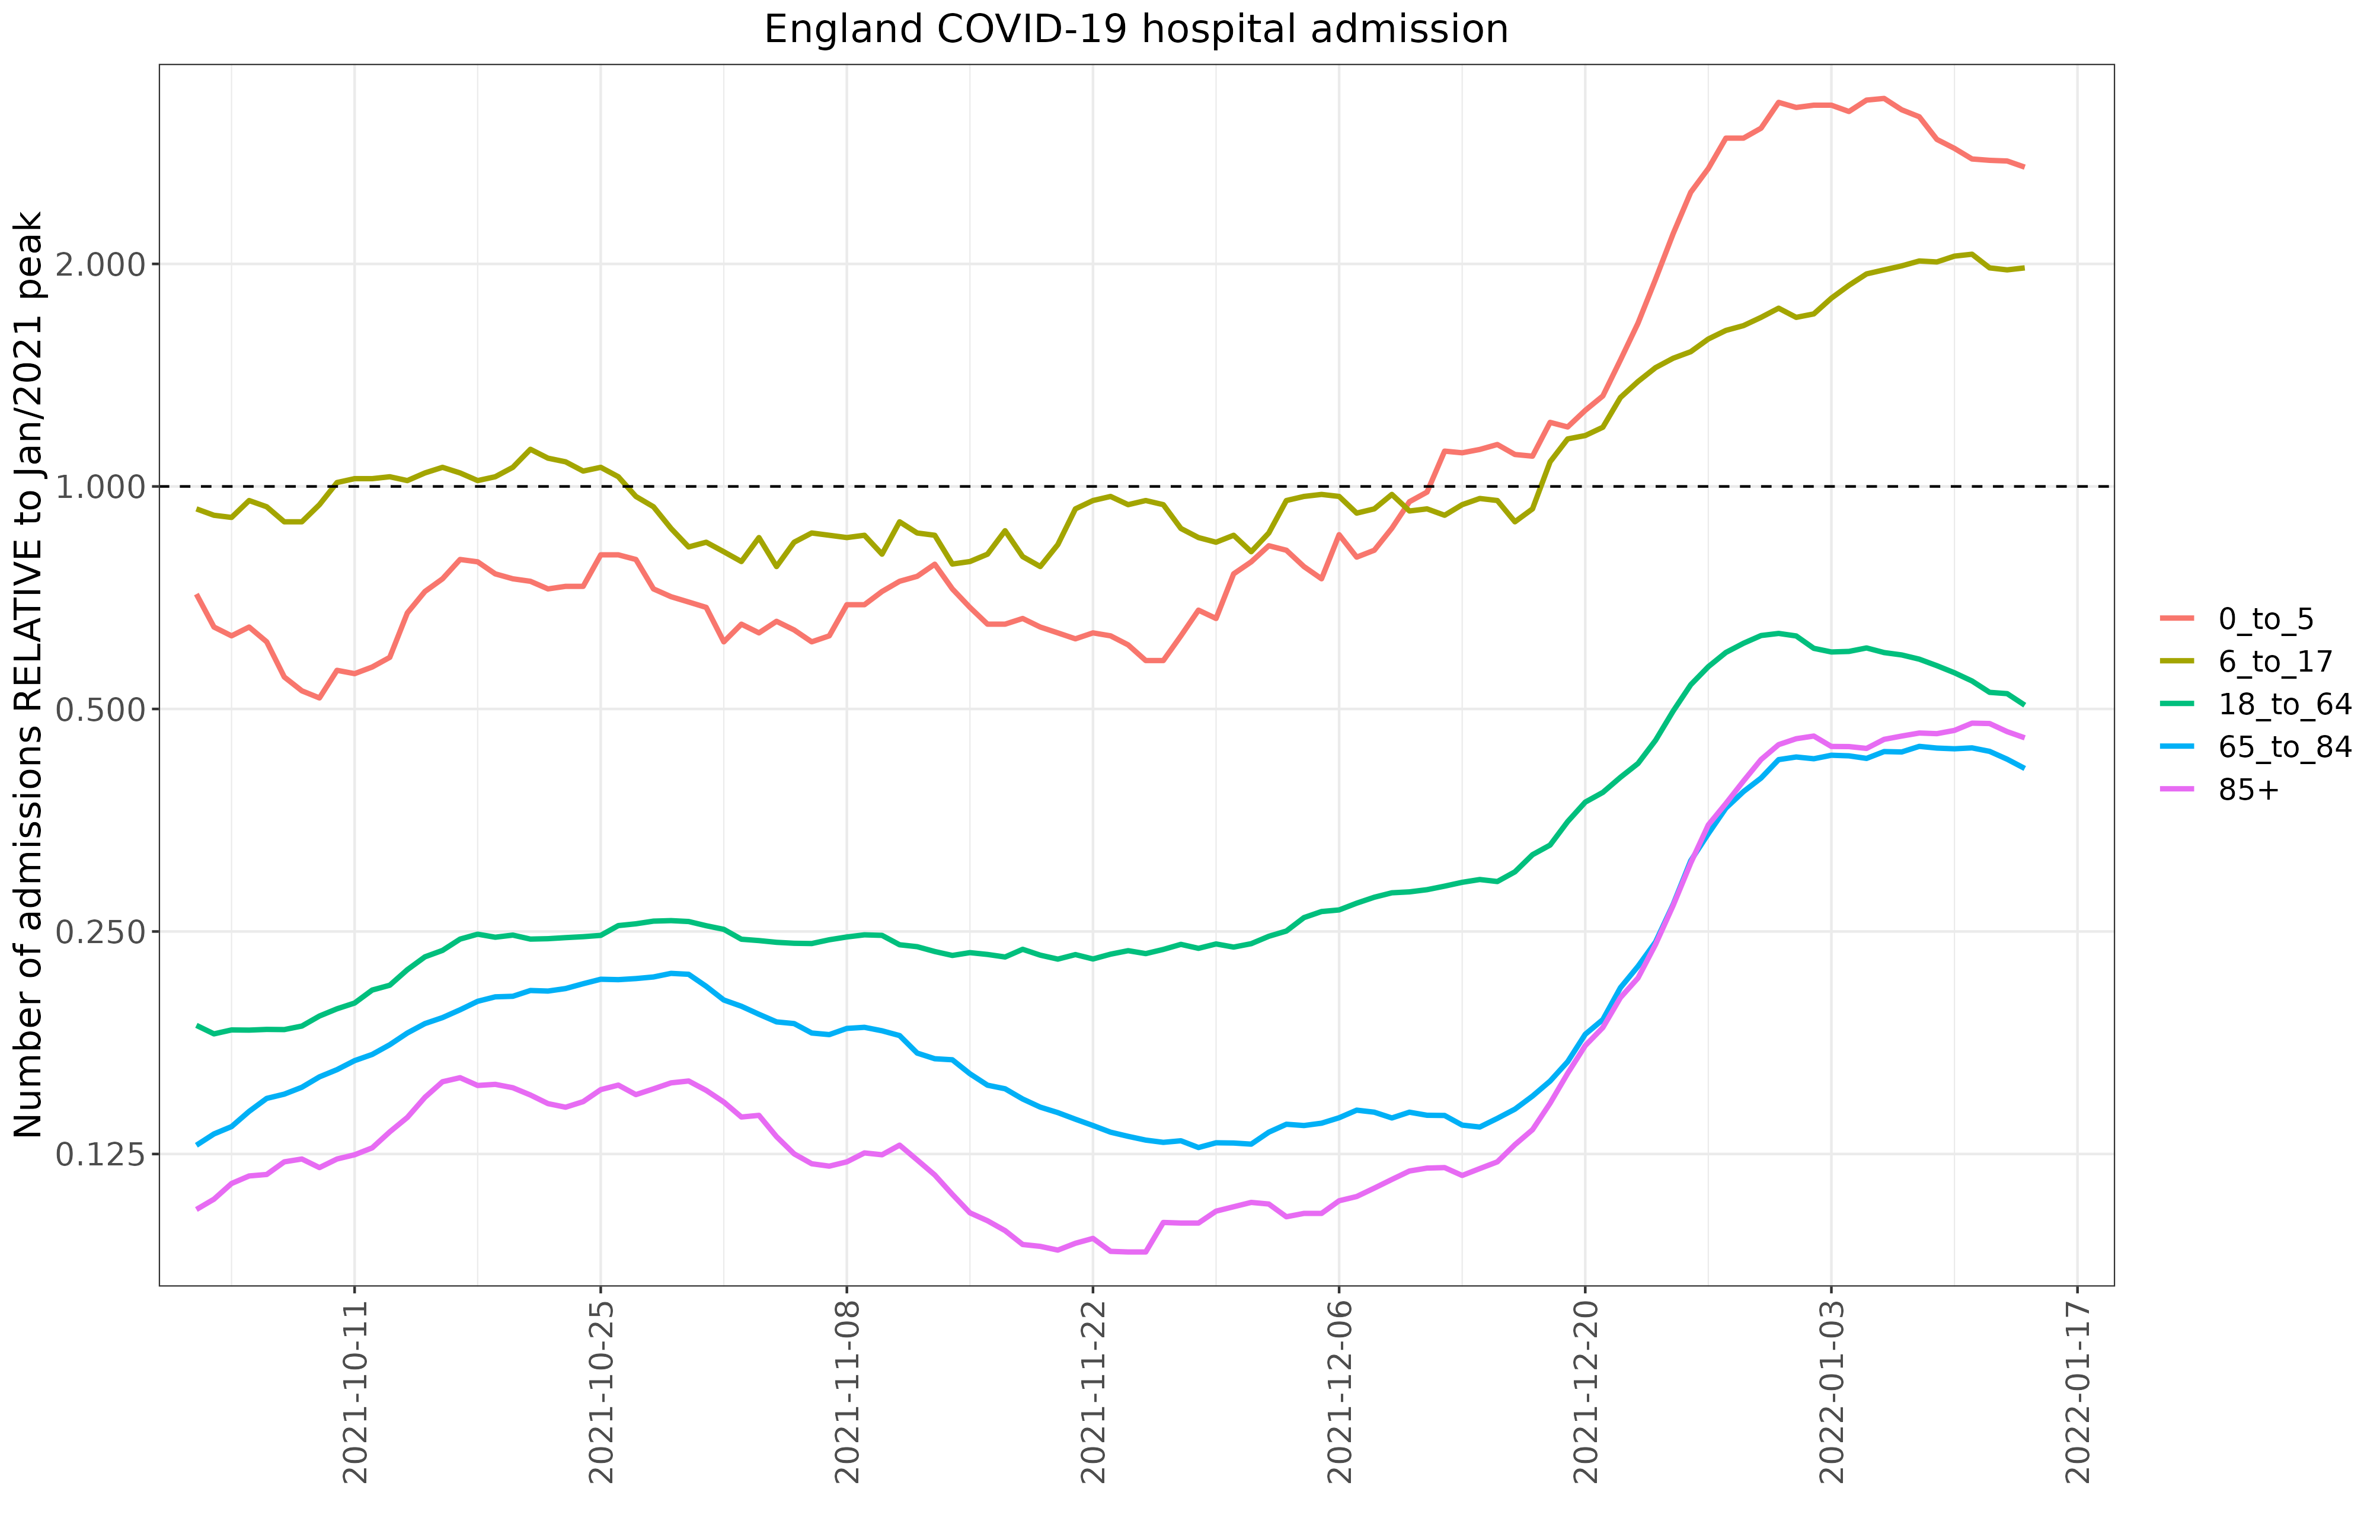 England COVID-19 hospital admission
Number of admissions RELATIVE to Jan/2021 peak
2.000
1.000
0.500
0.250
0.125
2021-10-11
2021-10-25
2021-11-08
2021-11-22
2021-12-06
2021-12-20
2022-01-03
2022-01-17
0_to_5
6_to_17
18_to_64
65_to_84
85+